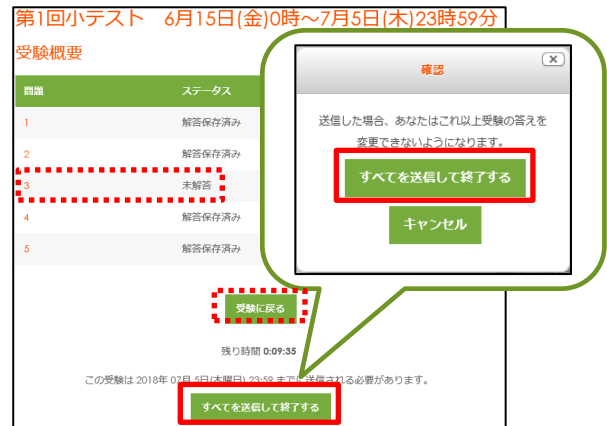 第1回小テスト　6月15日(金)0時～7月5日(木)23時59分
受験概要
問題　ステータス
1　解答保存済み
2　解答保存済み
3　未解答
4　解答保存済み
5　解答保存済み
受験に戻る
残り時間 0:09:35
この受験は 2018年 07月 5日(木曜日) 23:59 までに送信される必要があります。
すべてを送信して終了する
確認
x
送信した場合、あなたはこれ以上受験の答えを
変更できないようになります。
すべてを送信して終了する
キャンセル